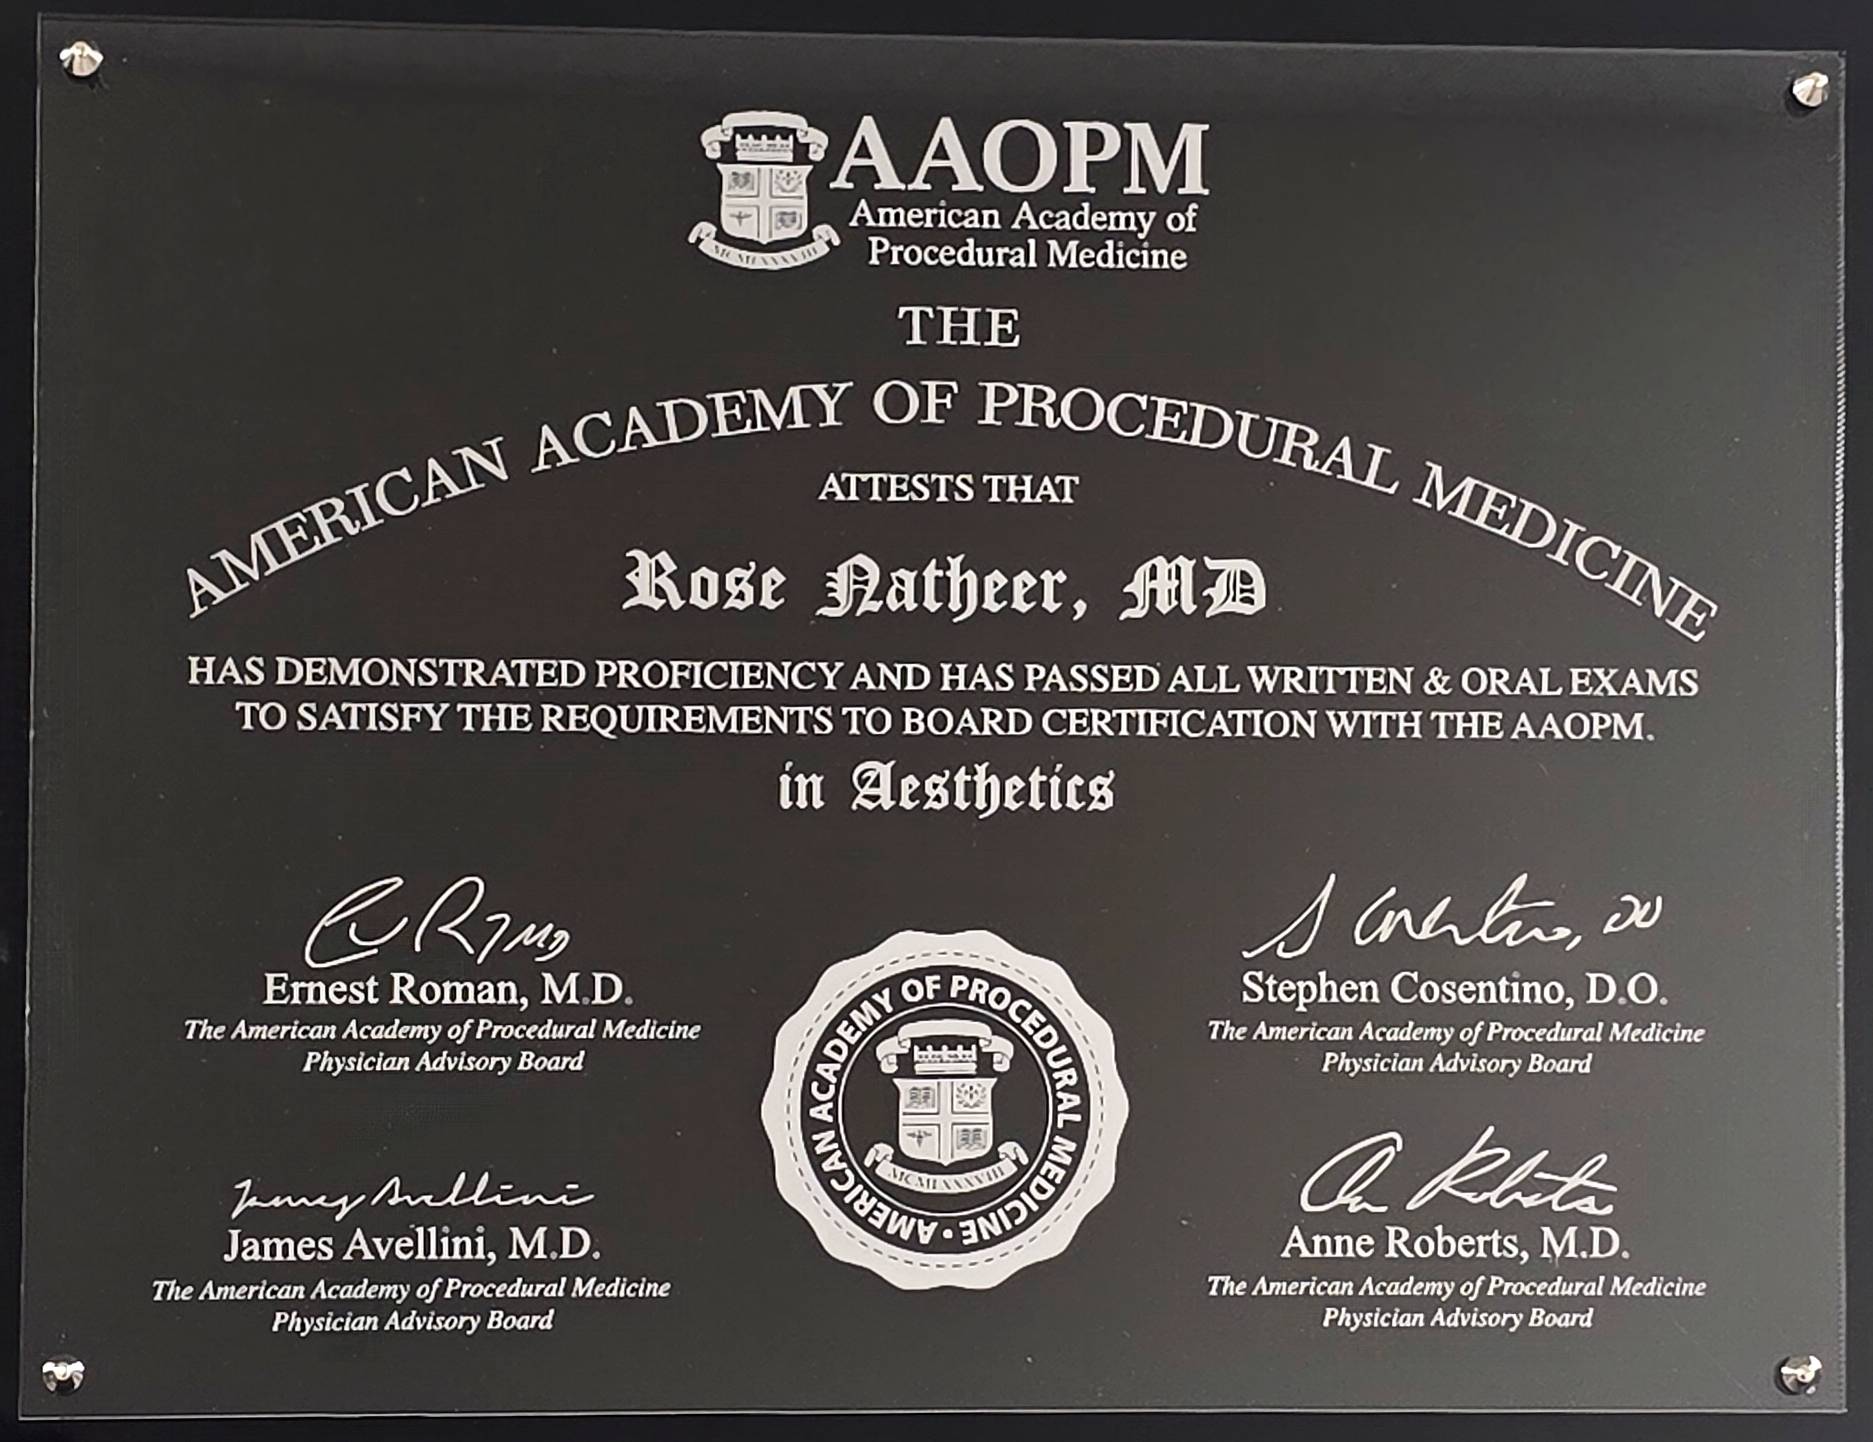 AAOPM
American Academy of
Procedural Medicine
THE
AMERICAN ACADEMY OF PROCEDURAL MEDICINE
ATTESTS THAT
Rose Natheer, MD
HAS DEMONSTRATED PROFICIENCY AND HAS PASSED ALL WRITTEN & ORAL EXAMS
TO SATISFY THE REQUIREMENTS TO BOARD CERTIFICATION WITH THE AAOPM.
in Aesthetics
Ernest Roman, M.D.
The American Academy of Procedural Medicine
Physician Advisory Board
S Cosentino, DO
Stephen Cosentino, D.O.
The American Academy of Procedural Medicine
Physician Advisory Board
AMERICAN ACADEMY OF PROCEDURAL MEDICINE •
James Avellini
James Avellini, M.D.
The American Academy of Procedural Medicine
Physician Advisory Board
Anne Roberts, M.D.
The American Academy of Procedural Medicine
Physician Advisory Board